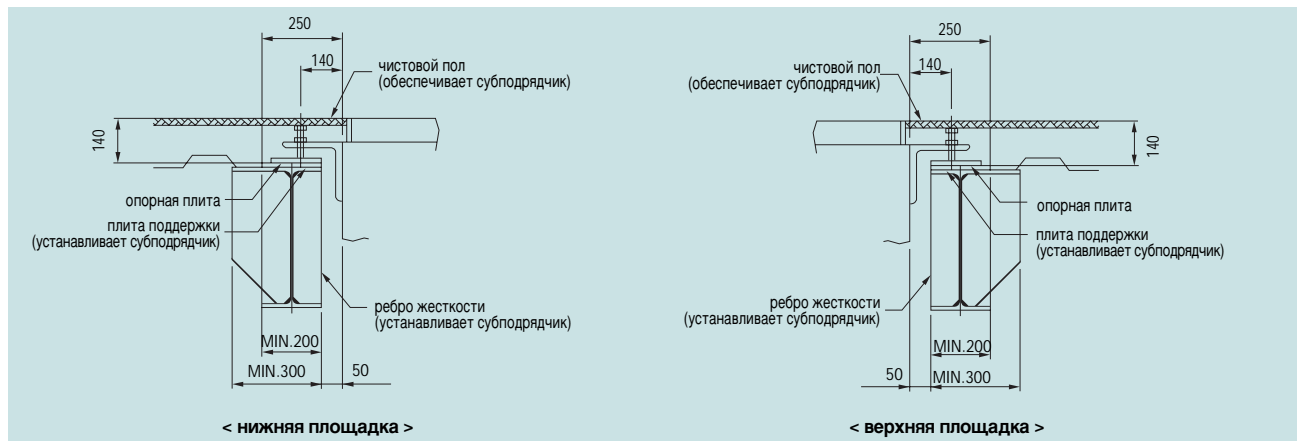 250
140
чистовой пол
(обеспечивает субподрядчик)
140
опорная плита
плита поддержки
(устанавливает субподрядчик)
ребро жесткости
(устанавливает субподрядчик)
MIN.200
MIN.300
50
< нижняя площадка >
250
140
чистовой пол
(обеспечивает субподрядчик)
140
опорная плита
плита поддержки
(устанавливает субподрядчик)
ребро жесткости
(устанавливает субподрядчик)
MIN.200
50
MIN.300
< верхняя площадка >